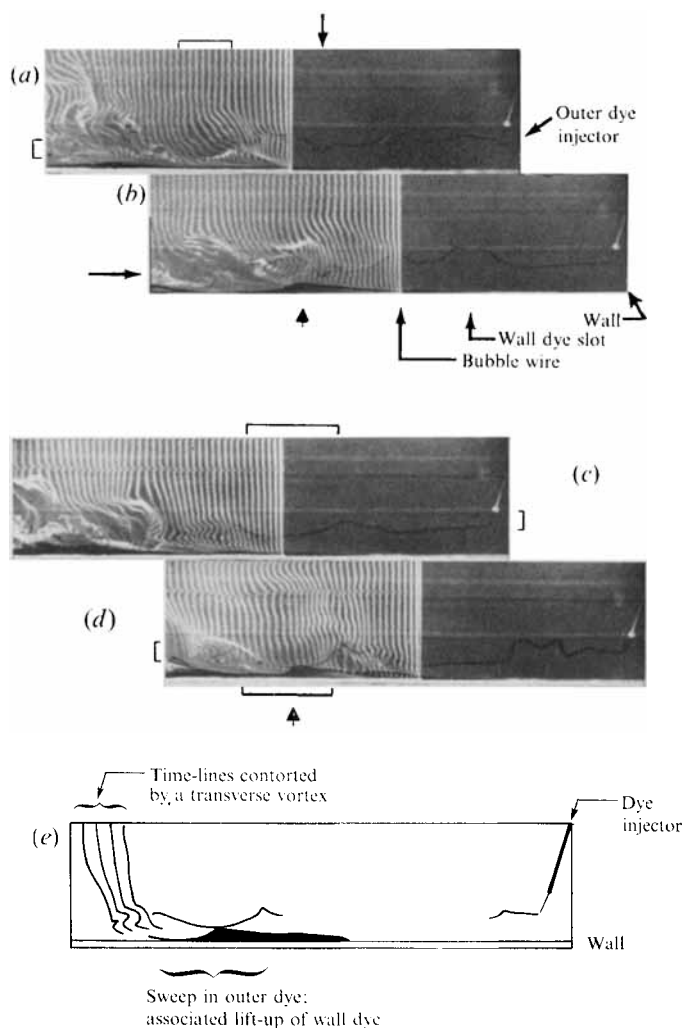 (a)
Outer dye
injector
(b)
Wall
Wall dye slot
Bubble wire
(c)
(d)
Time-lines contorted
by a transverse vortex
Dye
injector
(e)
Wall
Sweep in outer dye;
associated lift-up of wall dye